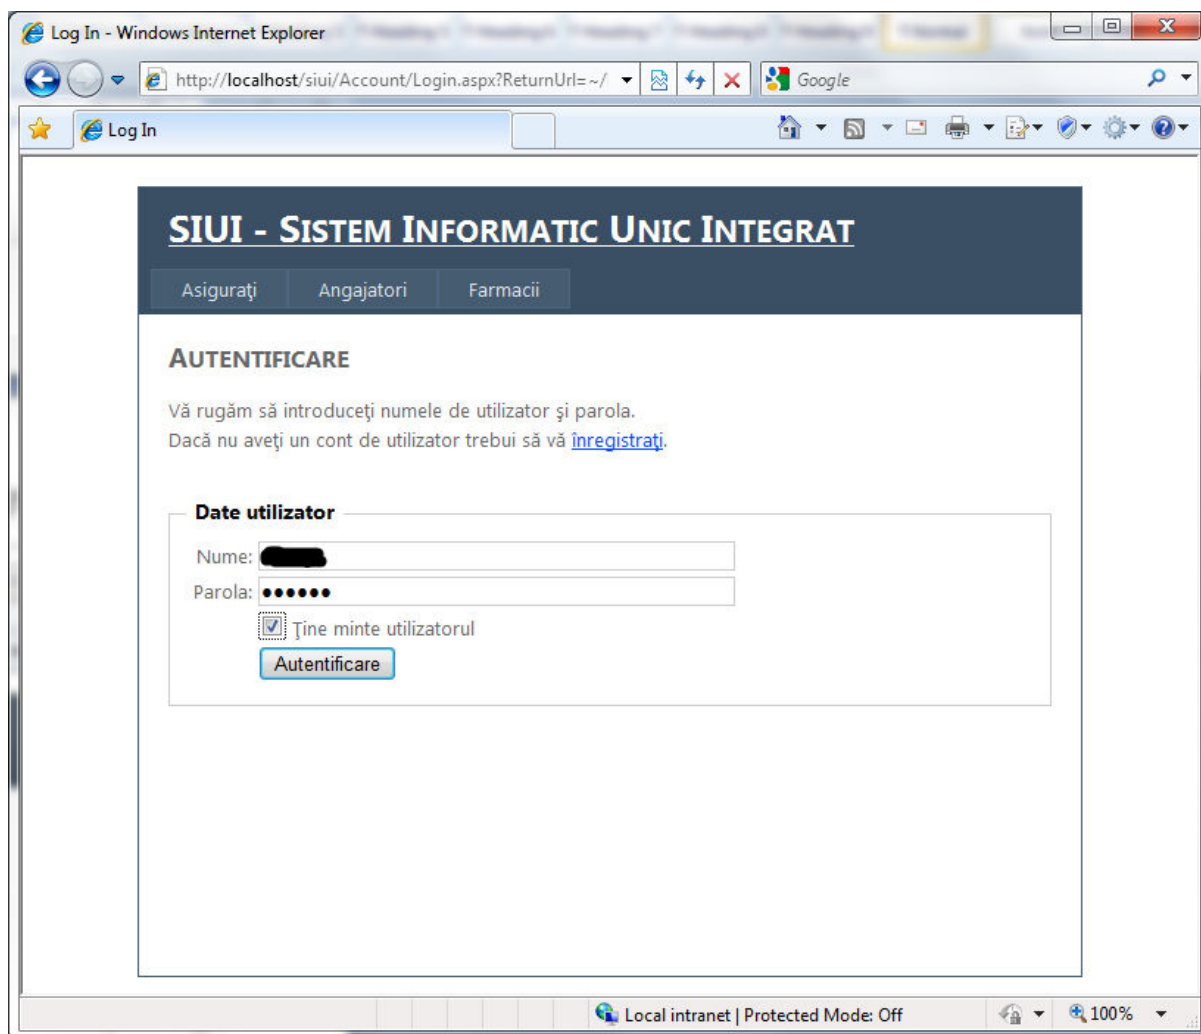 Log In - Windows Internet Explorer
http://localhost/siui/Account/Login.aspx?ReturnUrl=~/
Google
Log In
SIUI - SISTEM INFORMATIC UNIC INTEGRAT
Asiguraţi Angajatori Farmacii
AUTENTIFICARE
Vă rugăm să introduceţi numele de utilizator şi parola.
Dacă nu aveţi un cont de utilizator trebui să vă înregistraţi.
Date utilizator
Nume:
Parola: ••••••
Ţine minte utilizatorul
Autentificare
Local intranet | Protected Mode: Off 100%